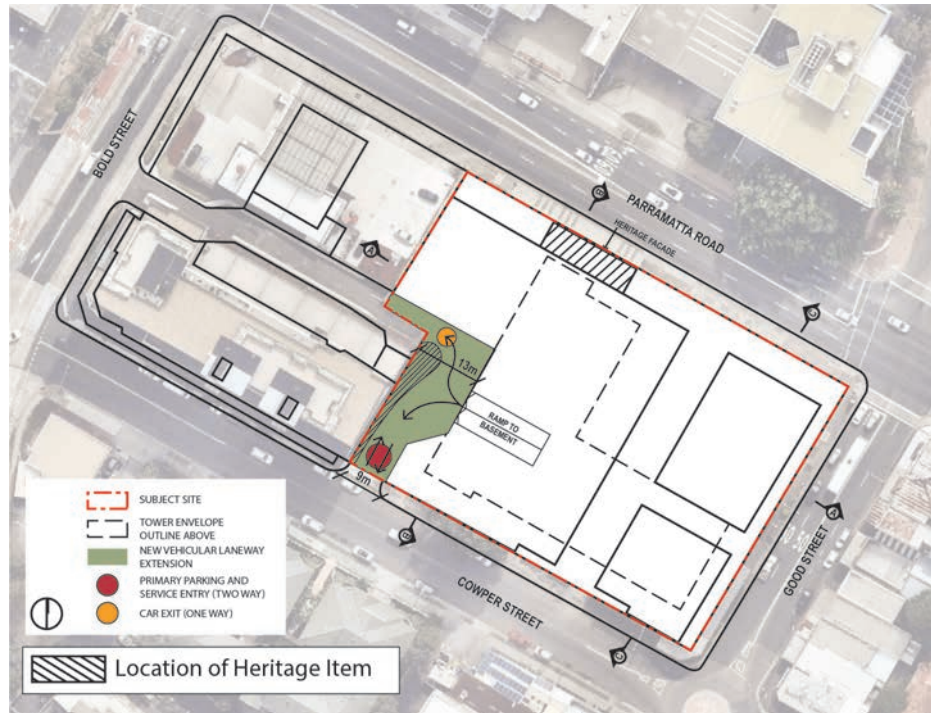 BOLD STREET
PARRAMATTA ROAD
HERITAGE FACADE
B
A
C
13m
RAMP TO
BASEMENT
9m
B
COWPER STREET
C
A
GOOD STREET
SUBJECT SITE
TOWER ENVELOPE
OUTLINE ABOVE
NEW VEHICULAR LANEWAY
EXTENSION
PRIMARY PARKING AND
SERVICE ENTRY (TWO WAY)
CAR EXIT (ONE WAY)
Location of Heritage Item